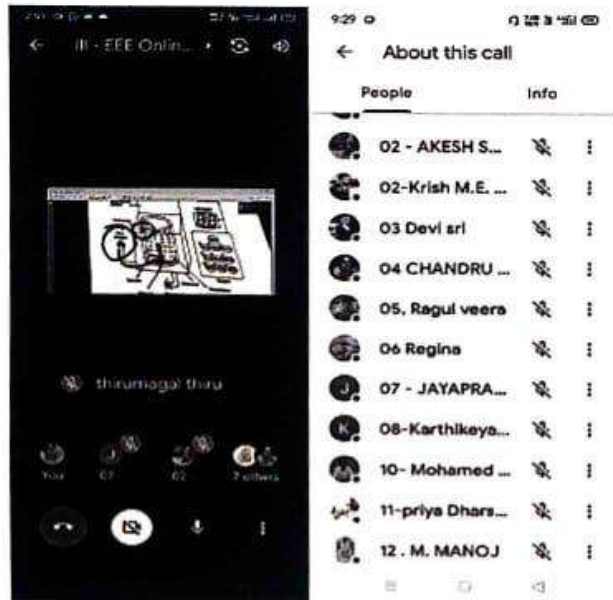 III - EEE Onlin...
thirumagal thiru
You
07
02
7 others
9:29
About this call
People
Info
02 - AKESH S...
02-Krish M.E. ...
03 Devi sri
04 CHANDRU ...
05. Ragul veera
06 Regina
07 - JAYAPRA...
08-Karthikeya...
10- Mohamed ...
11-priya Dhars...
12 . M. MANOJ